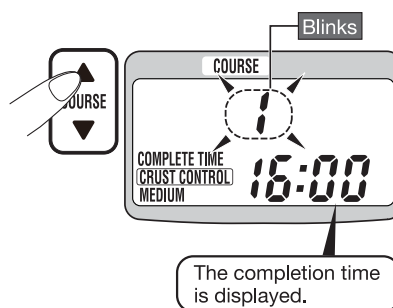 Blinks
COURSE
1
COURSE
COMPLETE TIME
CRUST CONTROL
MEDIUM
16:00
The completion time
is displayed.